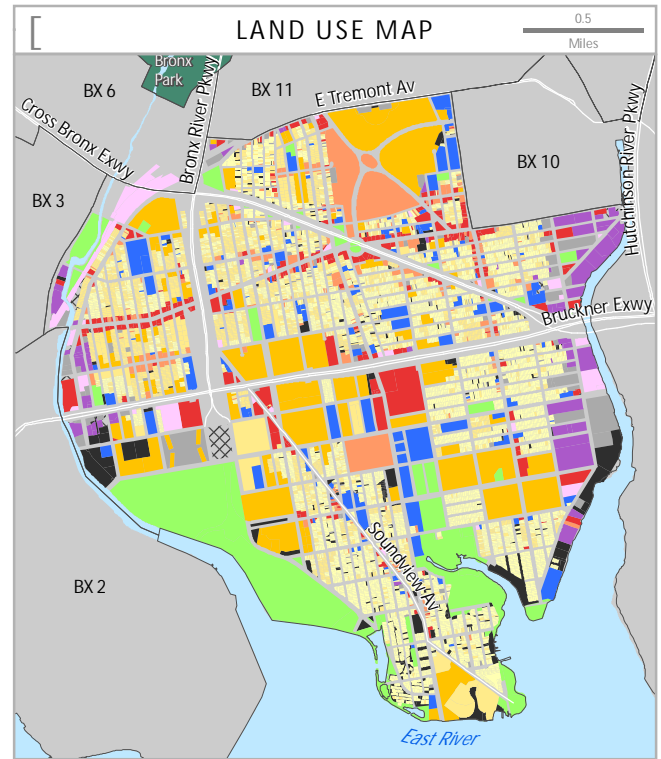 [ LAND USE MAP
0.5
Miles
Bronx
Park
BX 6
BX 11
E Tremont Av
Cross Bronx Expwy
Bronx River Pkwy
BX 10
Hutchinson River Pkwy
BX 3
Bruckner Exwy
Soundview Av
BX 2
East River